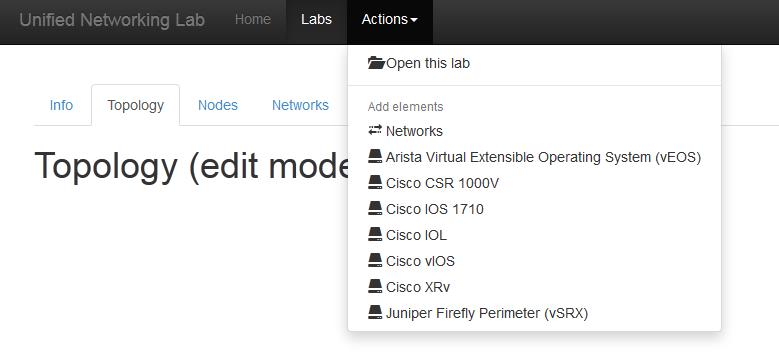 Unified Networking Lab Home Labs Actions
Open this lab
Info Topology Nodes Networks
Add elements
Networks
Topology (edit mode
Arista Virtual Extensible Operating System (vEOS)
Cisco CSR 1000V
Cisco IOS 1710
Cisco IOL
Cisco vIOS
Cisco XRv
Juniper Firefly Perimeter (vSRX)